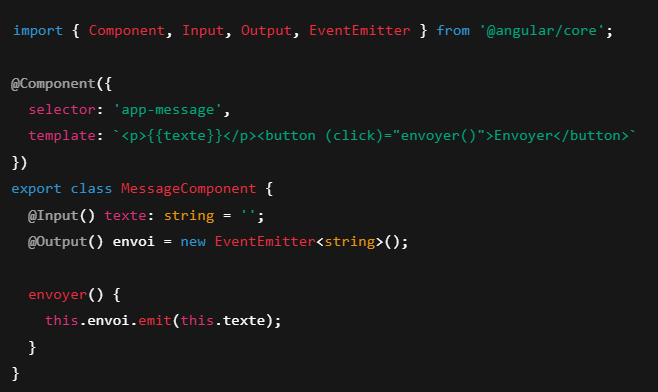 import { Component, Input, Output, EventEmitter } from '@angular/core';
@Component({
  selector: 'app-message',
  template: `<p>{{texte}}</p><button (click)="envoyer()">Envoyer</button>`
})
export class MessageComponent {
  @Input() texte: string = '';
  @Output() envoi = new EventEmitter<string>();
  envoyer() {
    this.envoi.emit(this.texte);
  }
}